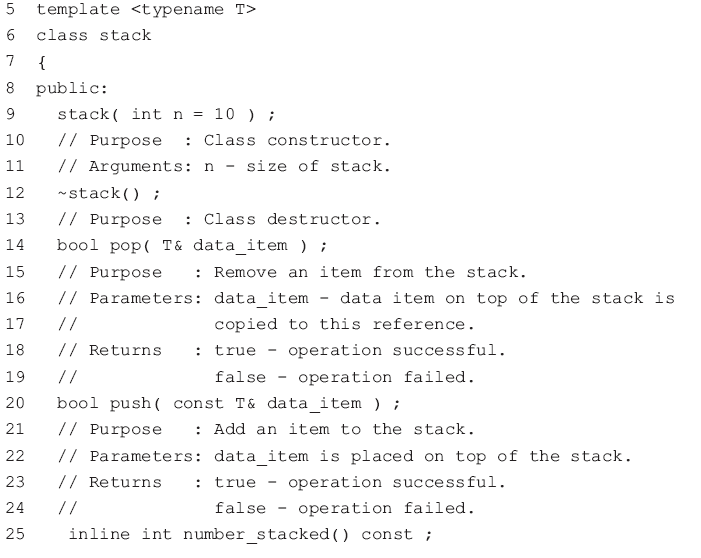 5 template <typename T>
6 class stack
7 {
8 public:
9 stack( int n = 10 ) ;
10 // Purpose : Class constructor.
11 // Arguments: n - size of stack.
12 ~stack() ;
13 // Purpose : Class destructor.
14 bool pop( T& data_item ) ;
15 // Purpose : Remove an item from the stack.
16 // Parameters: data_item - data item on top of the stack is
17 // copied to this reference.
18 // Returns : true - operation successful.
19 // false - operation failed.
20 bool push( const T& data_item ) ;
21 // Purpose : Add an item to the stack.
22 // Parameters: data_item is placed on top of the stack.
23 // Returns : true - operation successful.
24 // false - operation failed.
25 inline int number_stacked() const ;